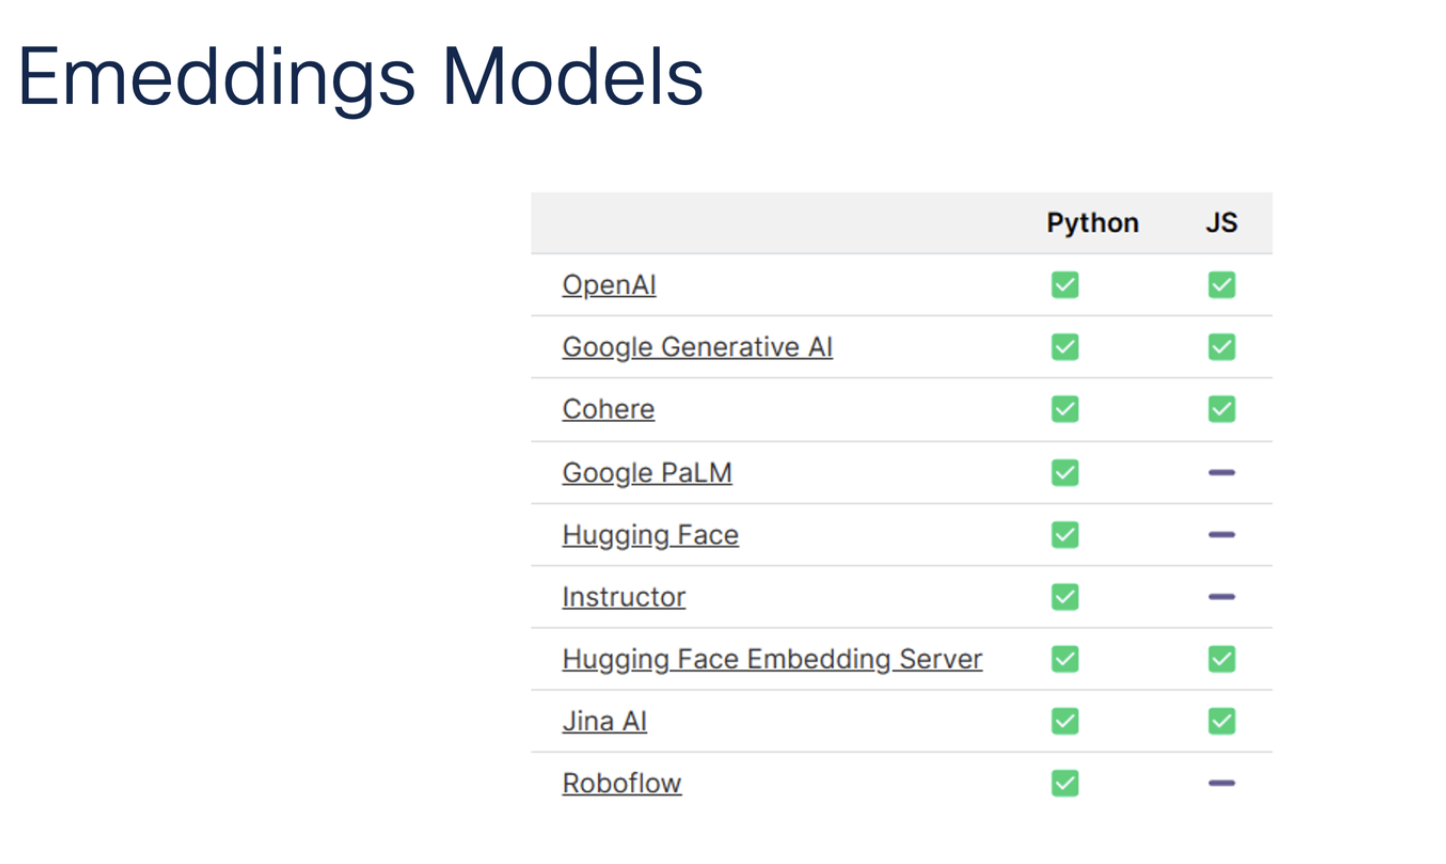 Emeddings Models
Python JS
OpenAI
Google Generative AI
Cohere
Google PaLM
Hugging Face
Instructor
Hugging Face Embedding Server
Jina AI
Roboflow